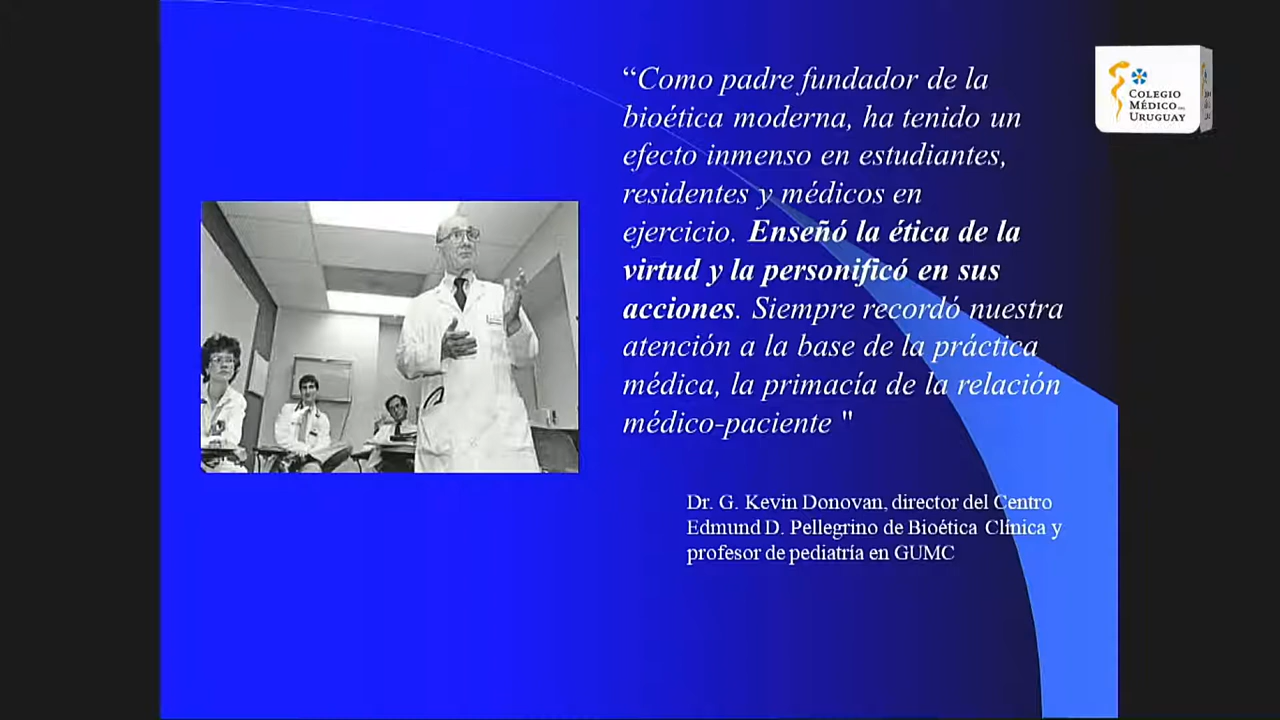 “Como padre fundador de la
bioética moderna, ha tenido un
efecto inmenso en estudiantes,
residentes y médicos en
ejercicio. Enseñó la ética de la
virtud y la personificó en sus
acciones. Siempre recordó nuestra
atención a la base de la práctica
médica, la primacía de la relación
médico-paciente "
Dr. G. Kevin Donovan, director del Centro
Edmund D. Pellegrino de Bioética Clínica y
profesor de pediatría en GUMC
COLEGIO
MÉDICO DEL
URUGUAY